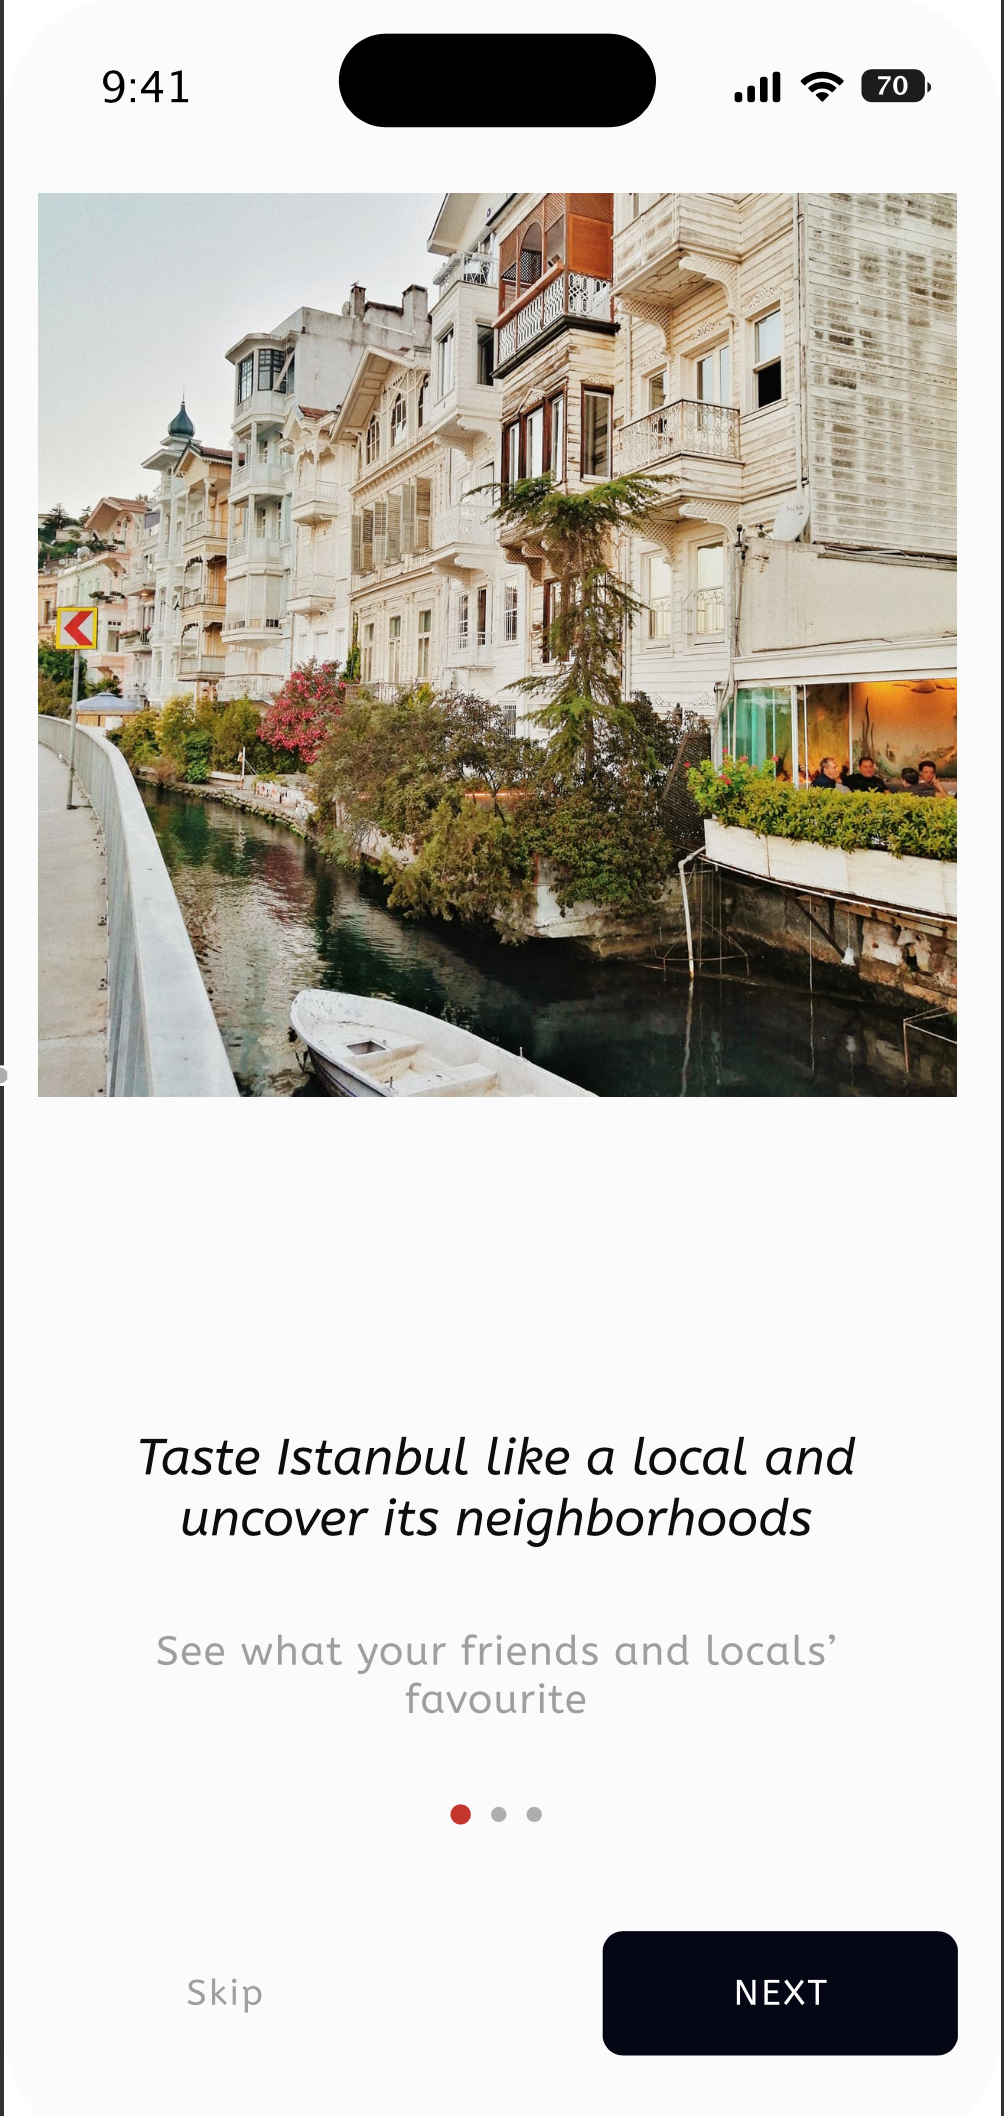 9:41
70
Taste Istanbul like a local and
uncover its neighborhoods
See what your friends and locals’
favourite
Skip
NEXT